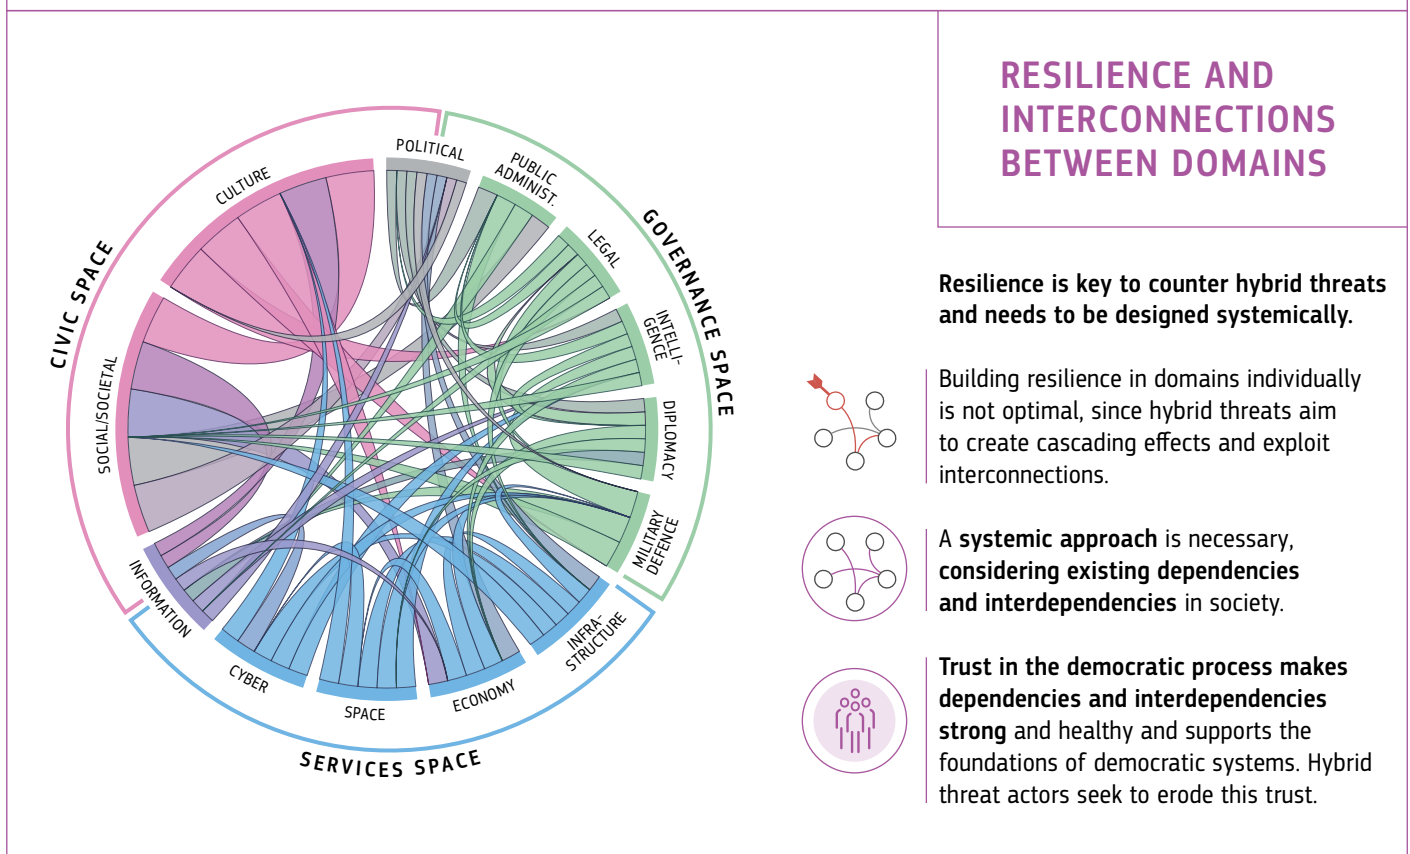 RESILIENCE AND
INTERCONNECTIONS
BETWEEN DOMAINS
POLITICAL
PUBLIC
ADMINIST.
LEGAL
INTELLI-
GENCE
DIPLOMACY
MILITARY
DEFENCE
INFRA-
STRUCTURE
ECONOMY
SPACE
CYBER
INFORMATION
SOCIAL/SOCIETAL
CULTURE
CIVIC SPACE
GOVERNANCE SPACE
SERVICES SPACE
Resilience is key to counter hybrid threats
and needs to be designed systemically.
Building resilience in domains individually
is not optimal, since hybrid threats aim
to create cascading effects and exploit
interconnections.
A systemic approach is necessary,
considering existing dependencies
and interdependencies in society.
Trust in the democratic process makes
dependencies and interdependencies
strong and healthy and supports the
foundations of democratic systems. Hybrid
threat actors seek to erode this trust.